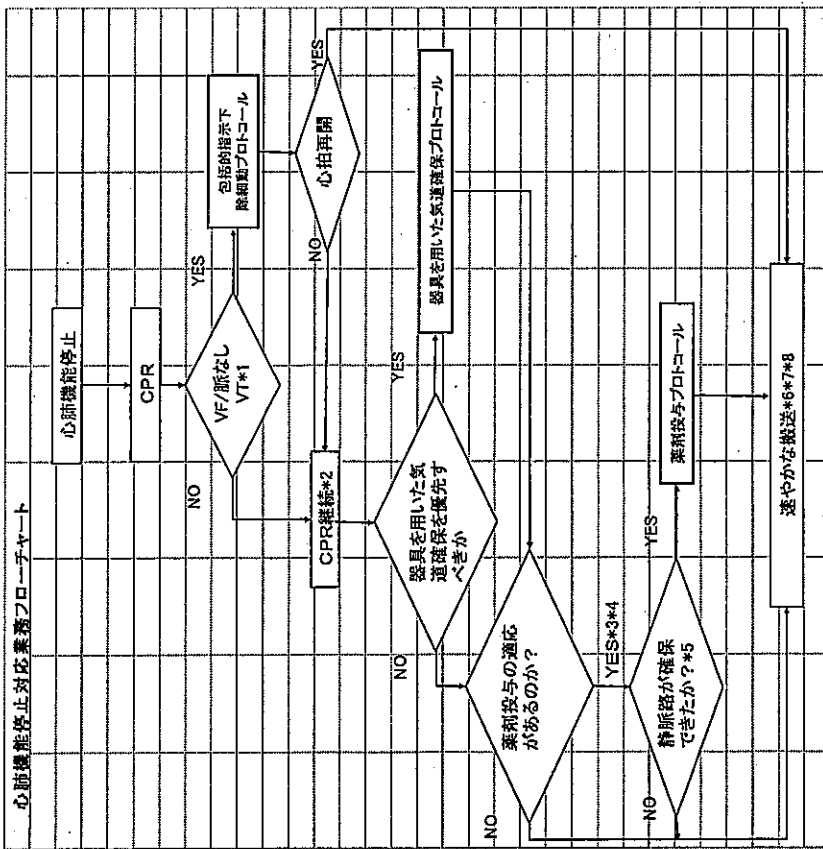 心肺機能停止対応業務フローチャート
心肺機能停止
CPR
VF/脈なし
VT*1
YES
NO
包括的指示下
除細動プロトコール
心拍再開
YES
NO
CPR継続*2
器具を用いた気
道確保を優先す
べきか
YES
NO
器具を用いた気道確保プロトコール
薬剤投与の適応
があるのか?
NO
YES*3*4
静脈路が確保
できたか?*5
YES
NO
薬剤投与プロトコール
速やかな搬送*6*7*8